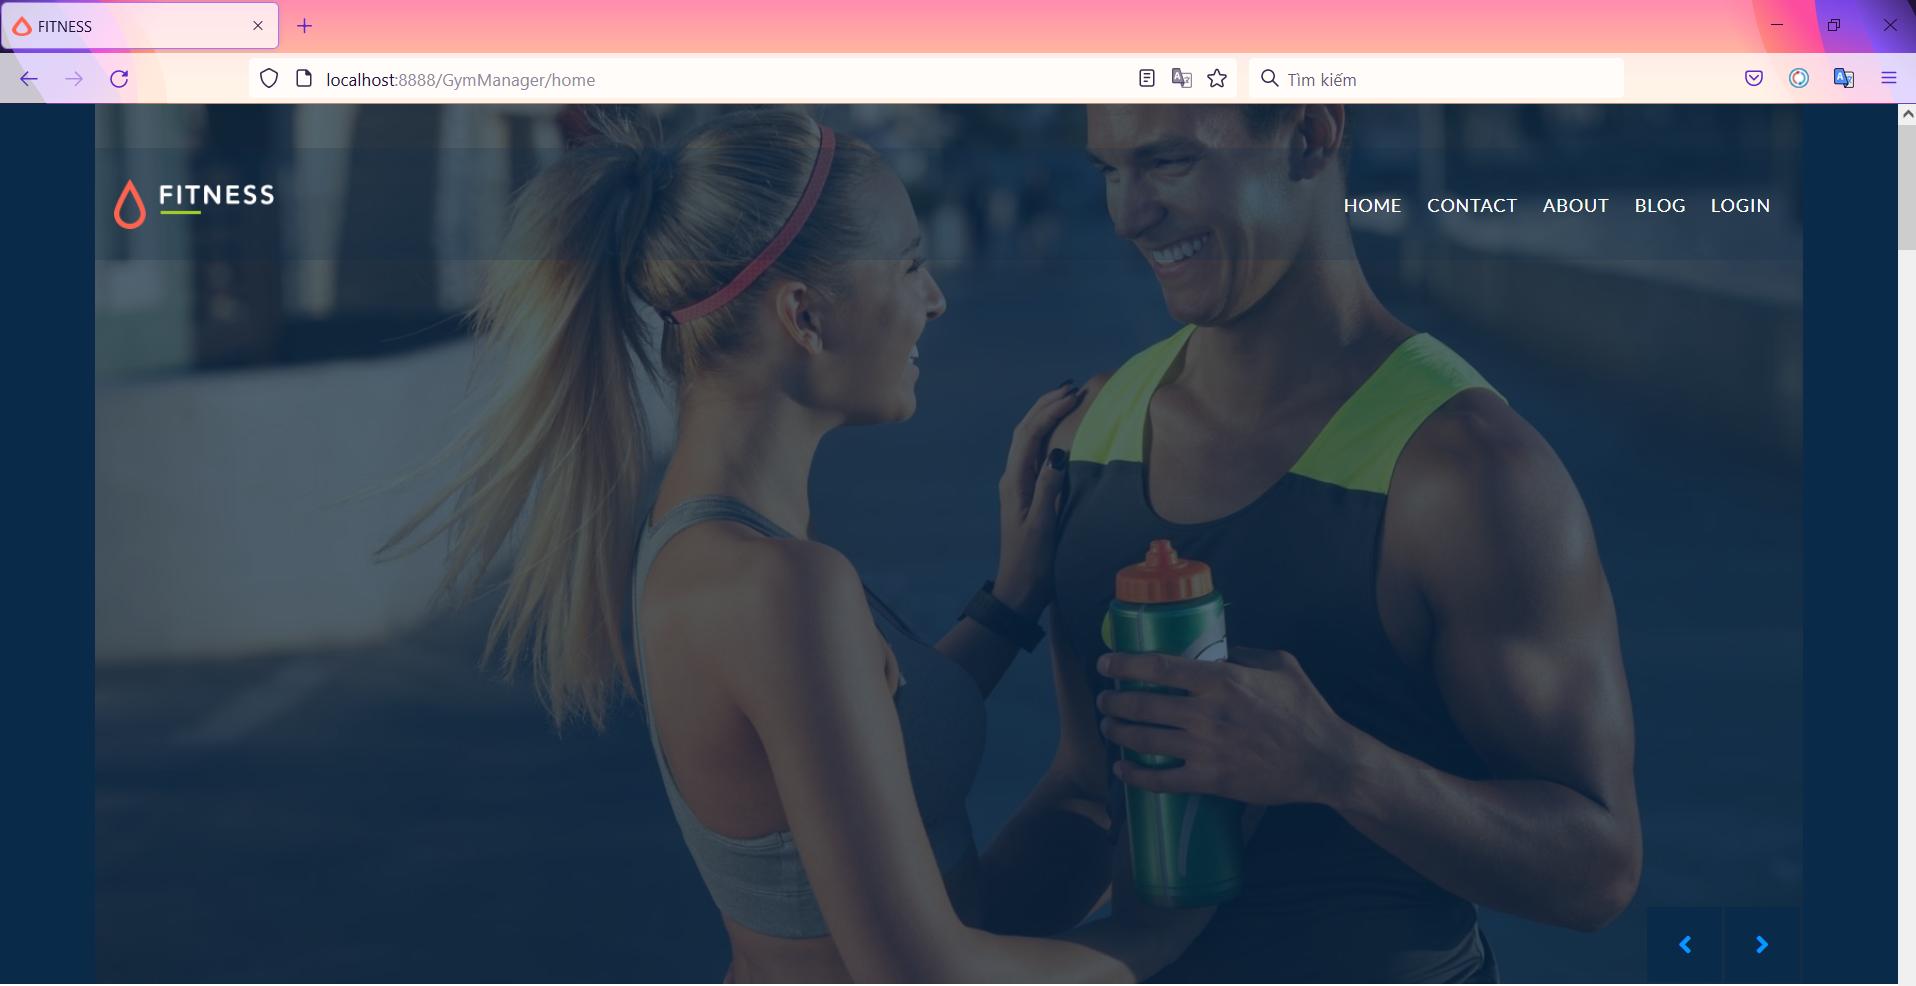 FITNESS
localhost:8888/GymManager/home
Tìm kiếm
FITNESS
HOME CONTACT ABOUT BLOG LOGIN